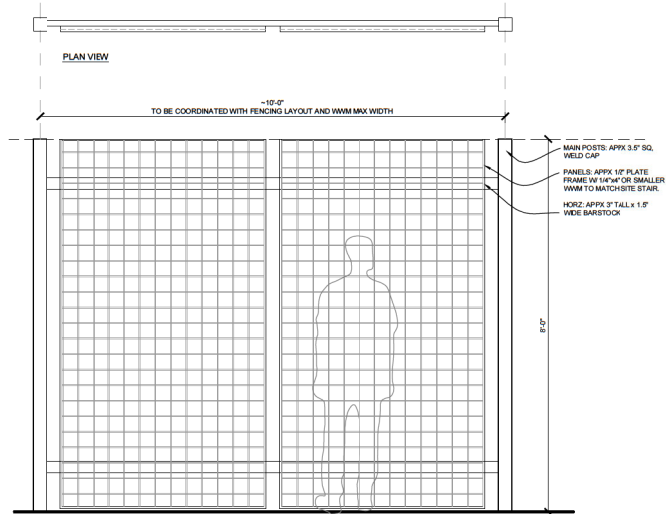 PLAN VIEW
~10'-0"
TO BE COORDINATED WITH FENCING LAYOUT AND WWM MAX WIDTH
MAIN POSTS: APPX 3.5" SQ,
WELD CAP
PANELS: APPX 1/2" PLATE
FRAME W/ 1/4"x4" OR SMALLER
WWM TO MATCH SITE STAIR.
HORZ: APPX 3" TALL x 1.5"
WIDE BARSTOCK
8'-0"